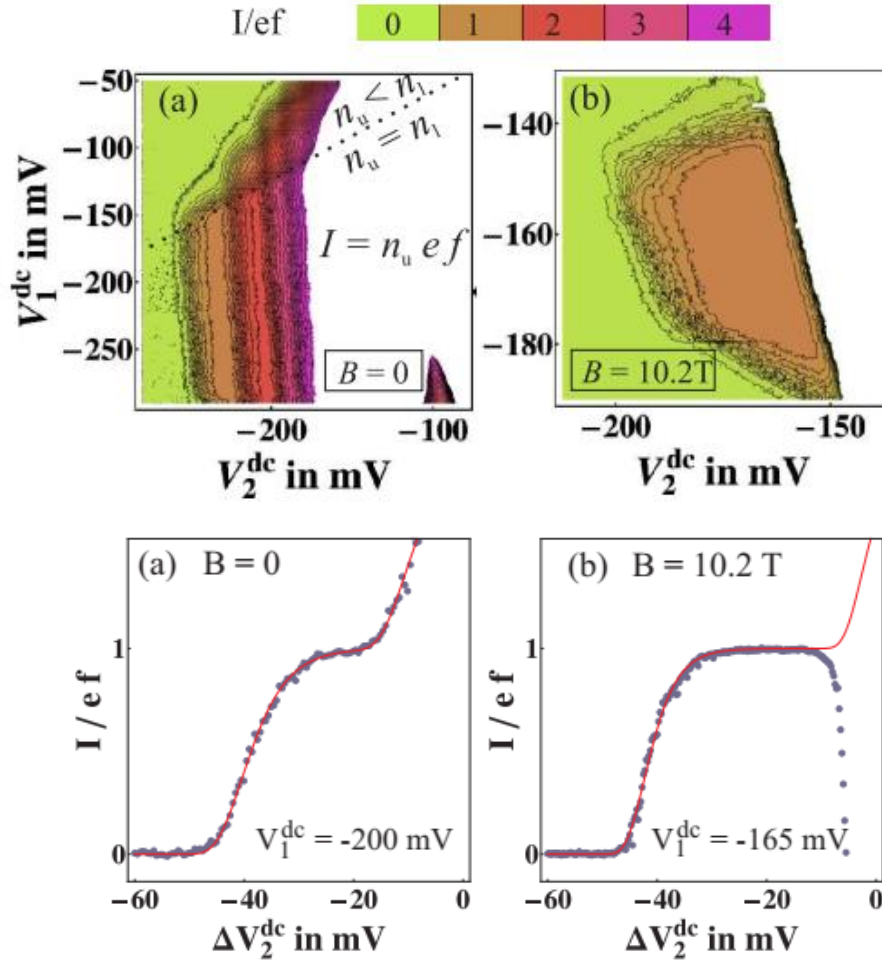 I/ef 0 1 2 3 4
(a)
n_u < n_l
n_u = n_l
I = n_u e f
B = 0
−50
−100
−150
−200
−250
V_1^dc in mV
−200 −100
V_2^dc in mV
(b)
B = 10.2T
−140
−160
−180
−200 −150
V_2^dc in mV
(a) B = 0
1
0
I / e f
V_1^dc = -200 mV
−60 −40 −20 0
ΔV_2^dc in mV
(b) B = 10.2 T
1
0
I / e f
V_1^dc = -165 mV
−60 −40 −20 0
ΔV_2^dc in mV